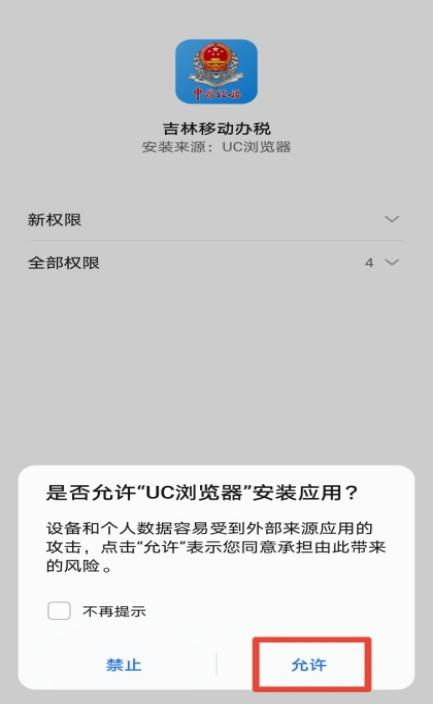 中国税务
吉林移动办税
安装来源：UC浏览器
新权限
全部权限 4
是否允许“UC浏览器”安装应用？
设备和个人数据容易受到外部来源应用的
攻击，点击“允许”表示您同意承担由此带来
的风险。
不再提示
禁止 允许